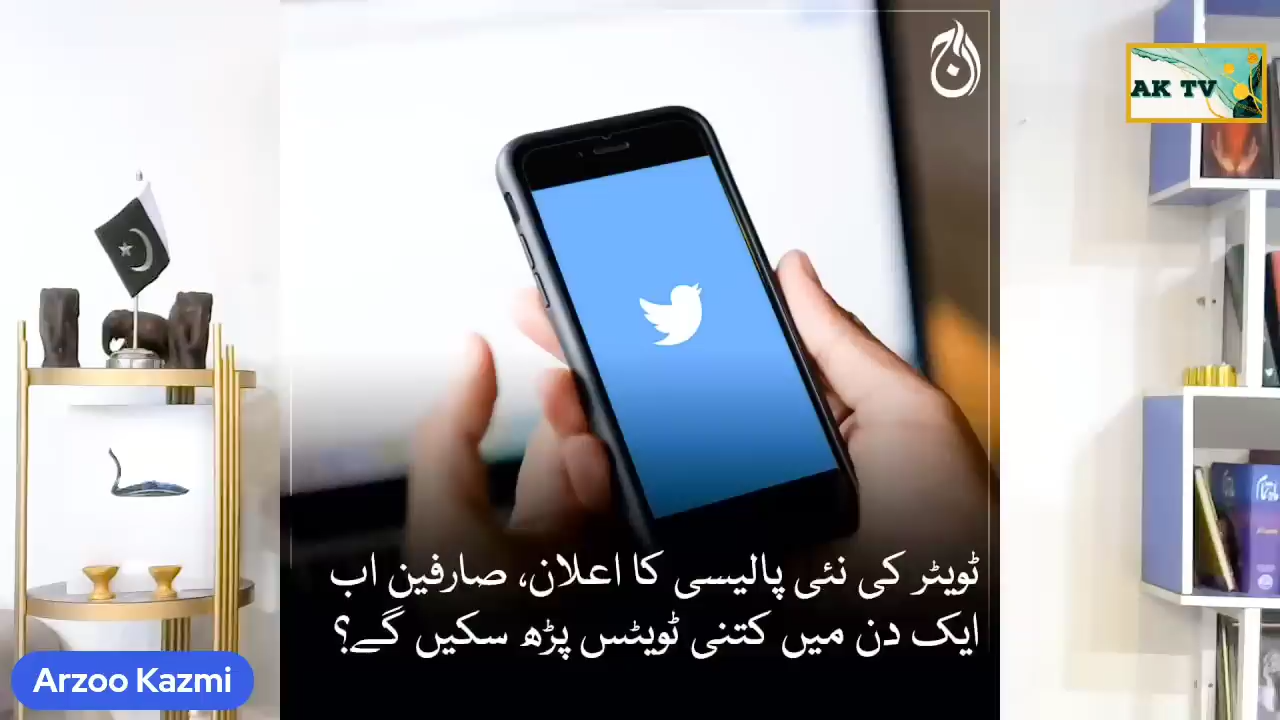 آج
AK TV
ٹویٹر کی نئی پالیسی کا اعلان، صارفین اب
ایک دن میں کتنی ٹویٹس پڑھ سکیں گے؟
Arzoo Kazmi